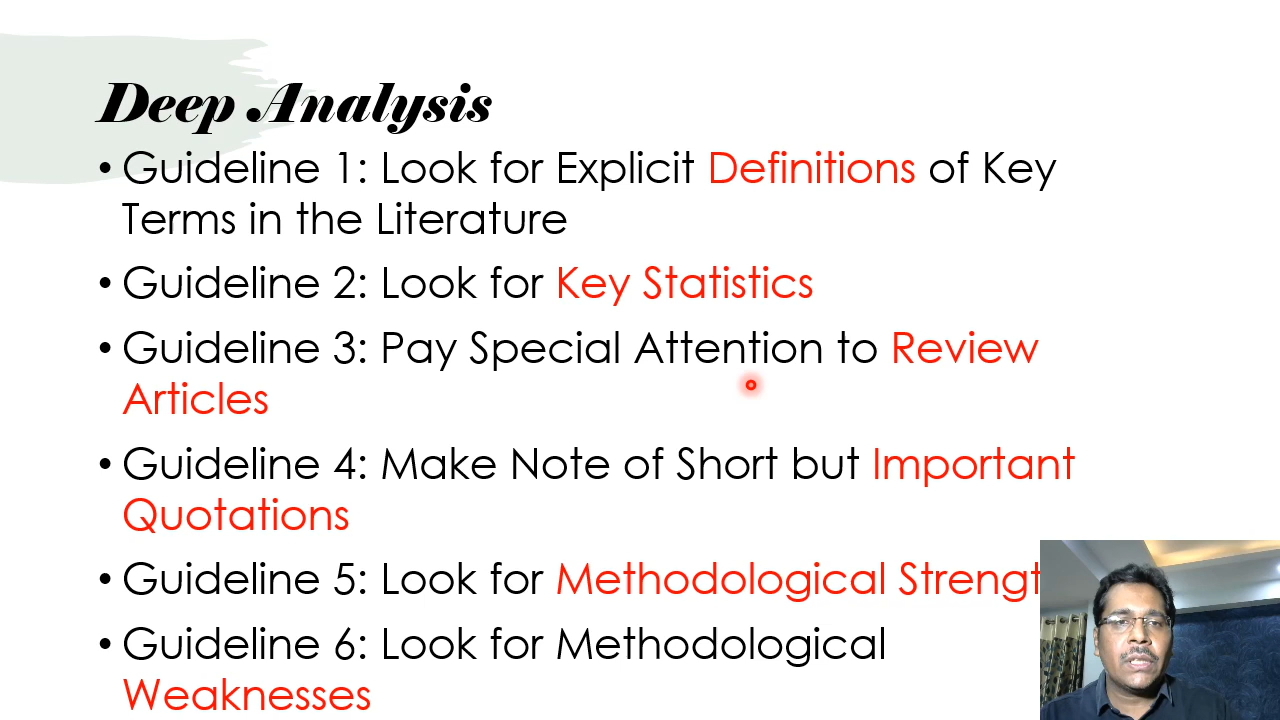 Deep Analysis
• Guideline 1: Look for Explicit Definitions of Key
Terms in the Literature
• Guideline 2: Look for Key Statistics
• Guideline 3: Pay Special Attention to Review
Articles
• Guideline 4: Make Note of Short but Important
Quotations
• Guideline 5: Look for Methodological Strengt
• Guideline 6: Look for Methodological
Weaknesses